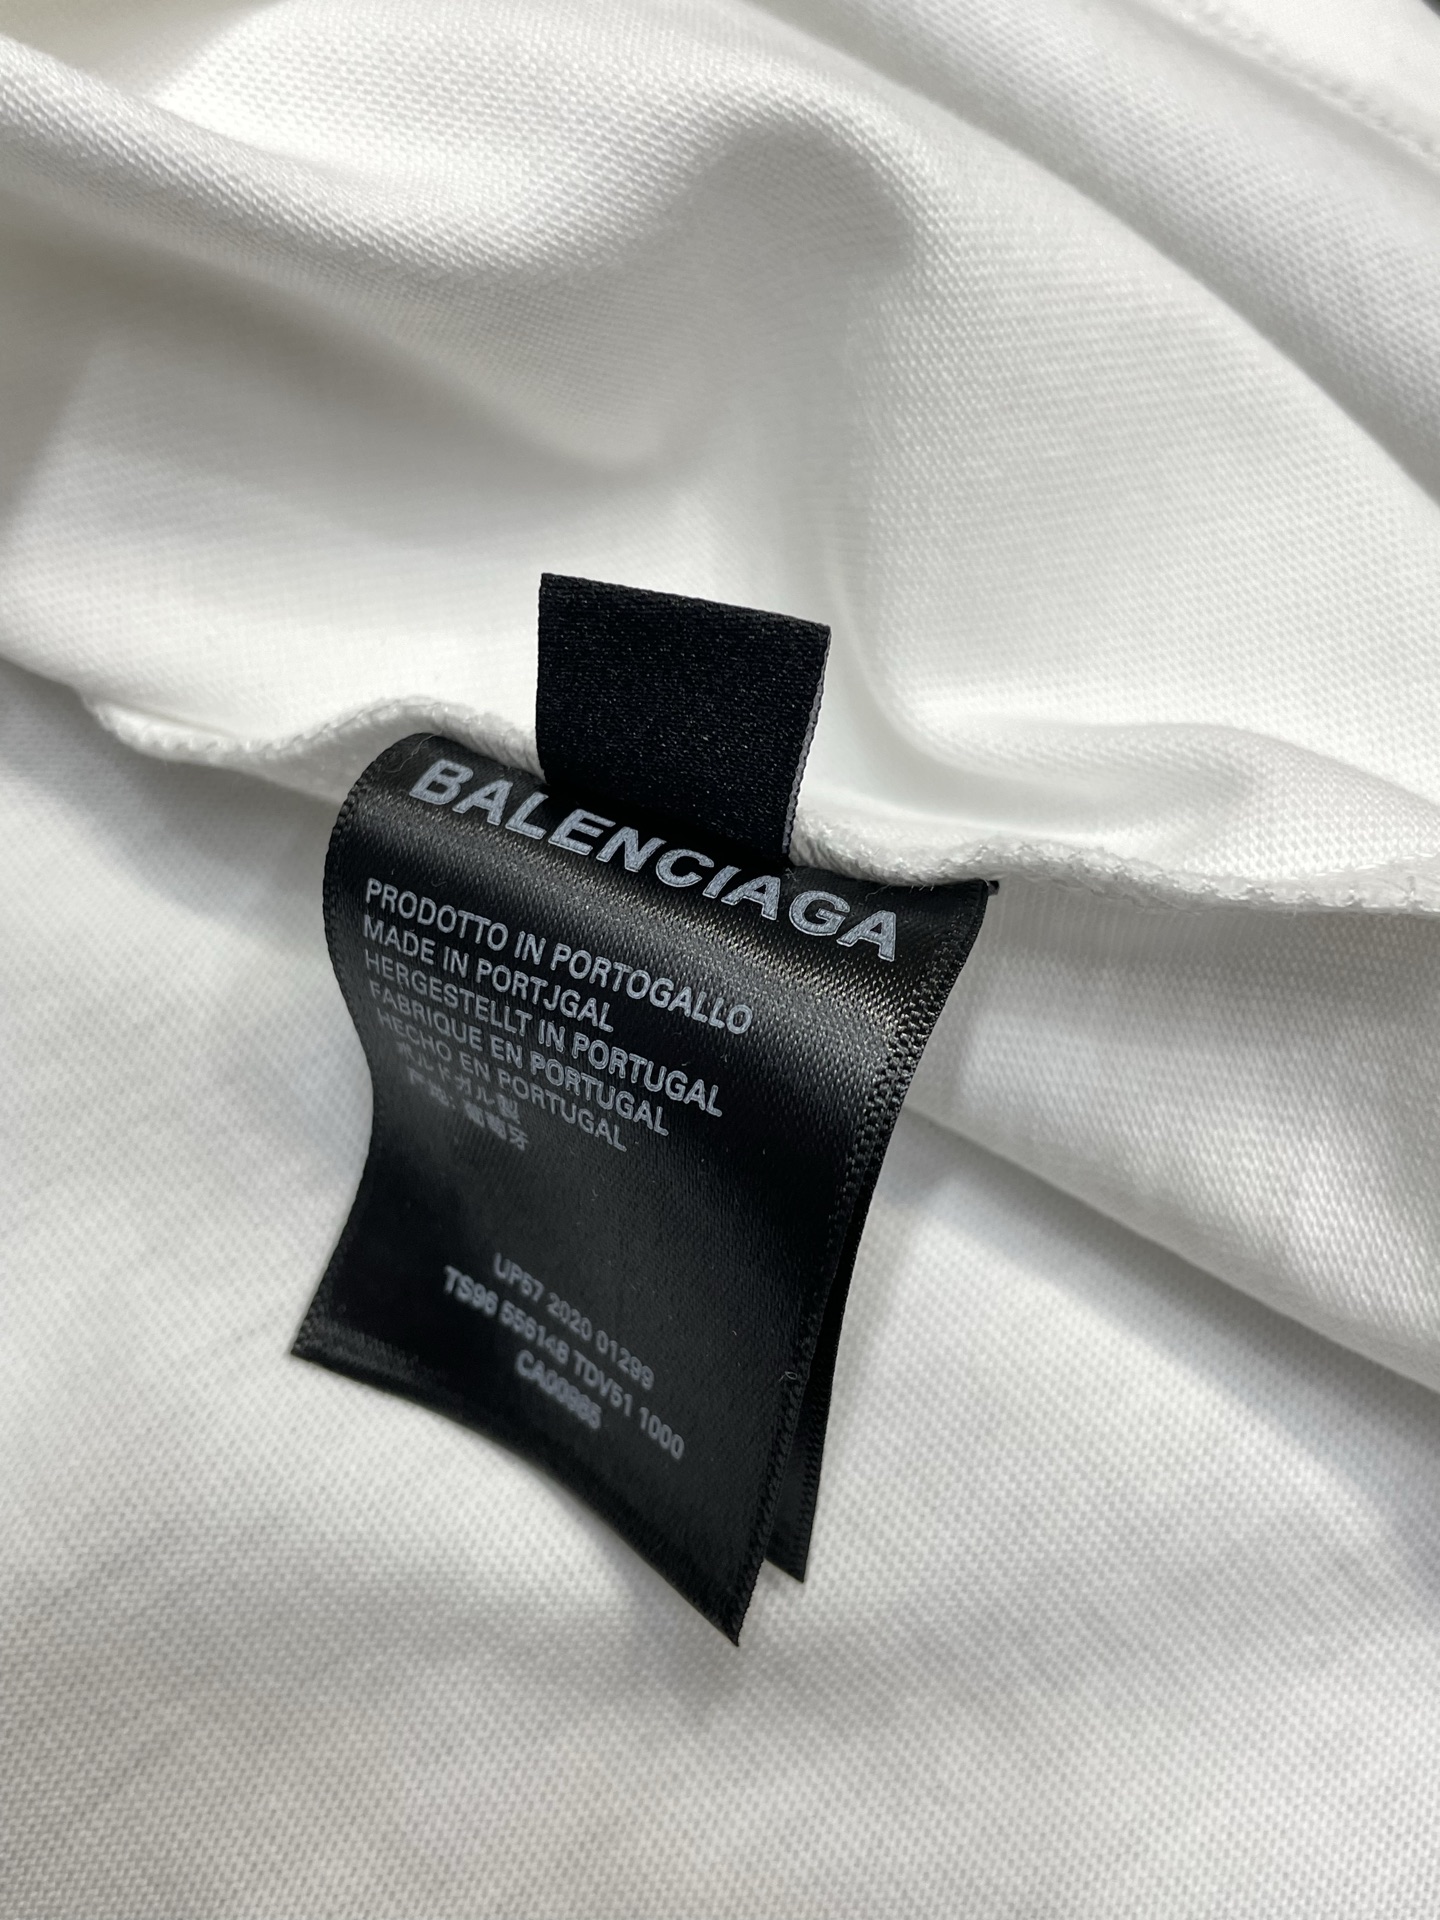 BALENCIAGA
PRODOTTO IN PORTOGALLO
MADE IN PORTJGAL
HERGESTELLT IN PORTUGAL
FABRIQUE EN PORTUGAL
HECHO EN PORTUGAL
ポルトガル製
产地: 葡萄牙
UP57 2020 01299
TS96 556148 TDV51 1000
CA00985